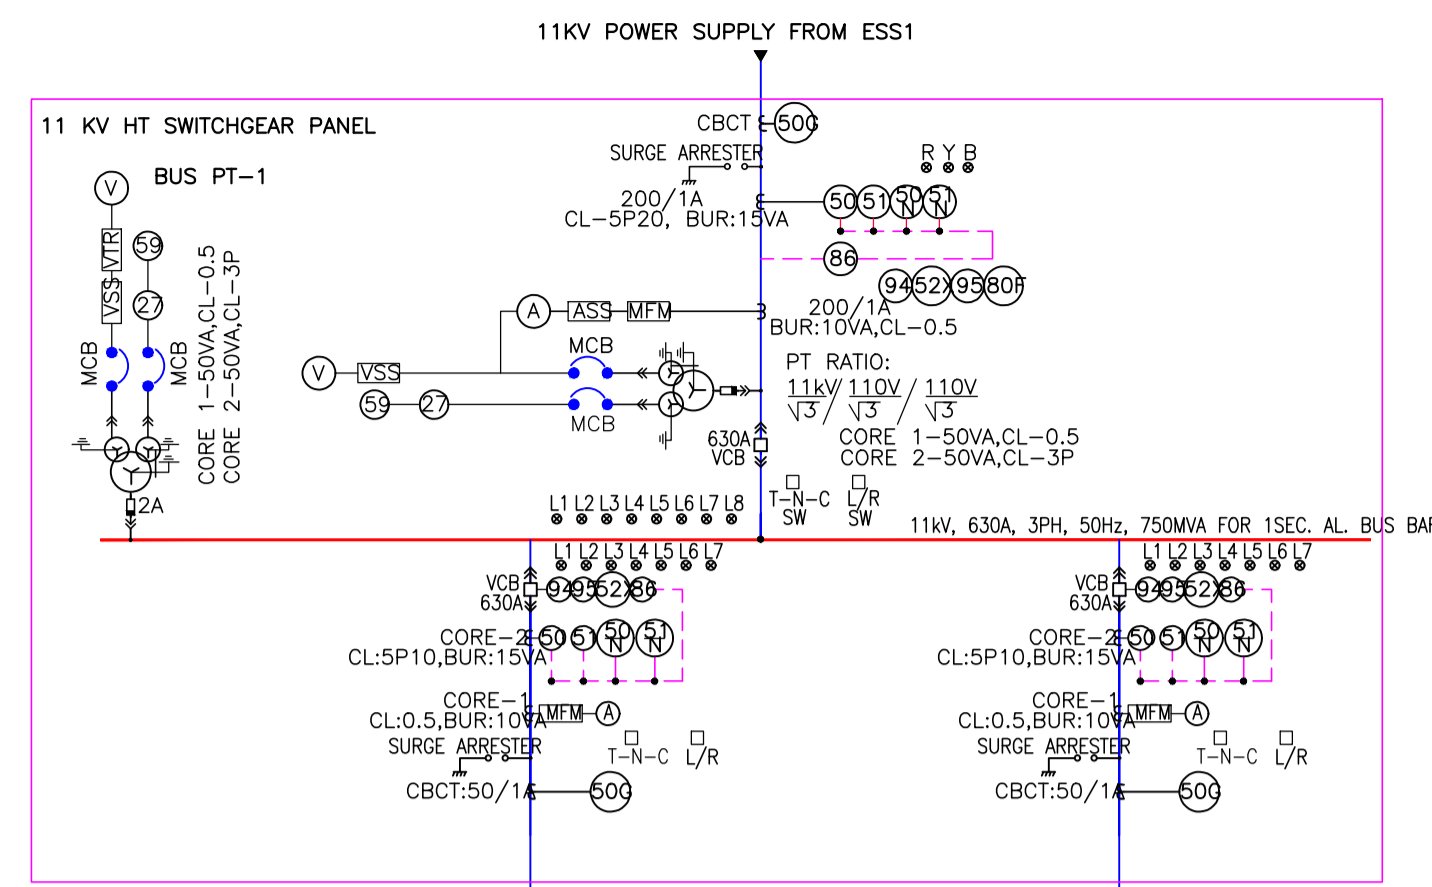 11KV POWER SUPPLY FROM ESS1
11 KV HT SWITCHGEAR PANEL
CBCT 50G
SURGE ARRESTER
R Y B
BUS PT-1
V
200/1A
CL-5P20, BUR:15VA
50 51 50N 51N
86
VTR
VSS
59
27
MCB
MCB
CORE 1-50VA,CL-0.5
CORE 2-50VA,CL-3P
94 52X 95 80F
A ASS MFM
200/1A
BUR:10VA,CL-0.5
MCB
V VSS
59 27
MCB
PT RATIO:
11kV/√3 / 110V/√3 / 110V/√3
630A
VCB
CORE 1-50VA,CL-0.5
CORE 2-50VA,CL-3P
2A
L1 L2 L3 L4 L5 L6 L7 L8
T-N-C
SW
L/R
SW
11kV, 630A, 3PH, 50Hz, 750MVA FOR 1SEC. AL. BUS BAR
L1 L2 L3 L4 L5 L6 L7
VCB
630A
94 95 52X 86
CORE-2
CL:5P10,BUR:15VA
50 51 50N 51N
CORE-1
CL:0.5,BUR:10VA
MFM A
SURGE ARRESTER
T-N-C L/R
CBCT:50/1A 50G
L1 L2 L3 L4 L5 L6 L7
VCB
630A
94 95 52X 86
CORE-2
CL:5P10,BUR:15VA
50 51 50N 51N
CORE-1
CL:0.5,BUR:10VA
MFM A
SURGE ARRESTER
T-N-C L/R
CBCT:50/1A 50G